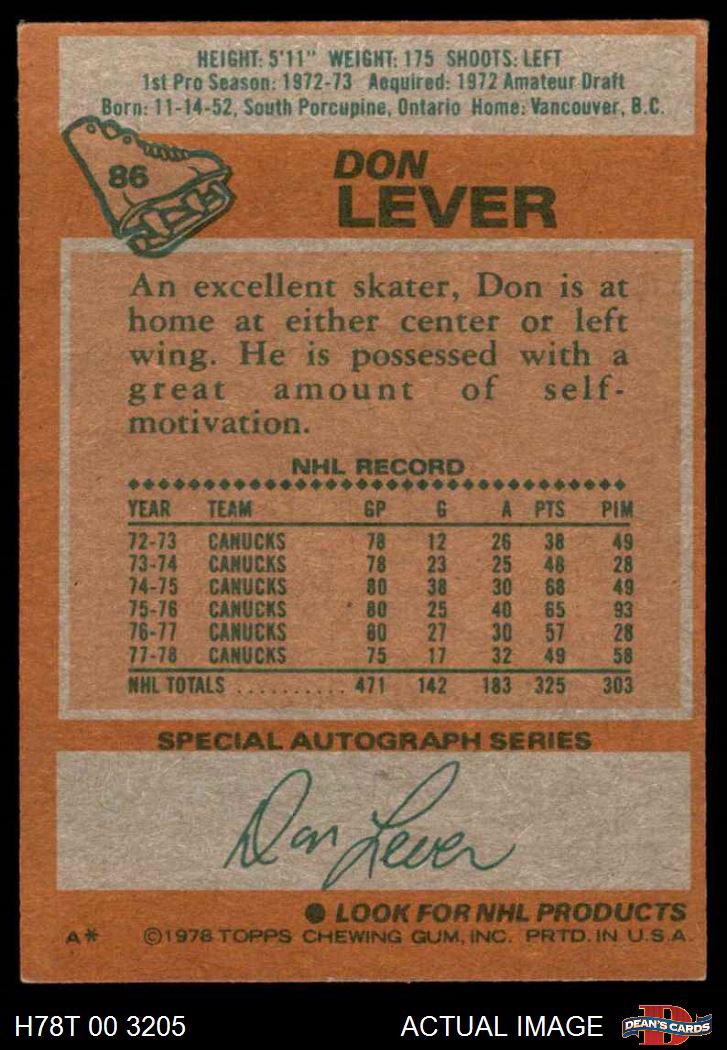 HEIGHT: 5'11" WEIGHT: 175 SHOOTS: LEFT
1st Pro Season: 1972-73 Acquired: 1972 Amateur Draft
Born: 11-14-52, South Porcupine, Ontario Home: Vancouver, B.C.
86
DON
LEVER
An excellent skater, Don is at
home at either center or left
wing. He is possessed with a
great amount of self-
motivation.
NHL RECORD
YEAR TEAM GP G A PTS PIM
72-73 CANUCKS 78 12 26 38 49
73-74 CANUCKS 78 23 25 48 28
74-75 CANUCKS 80 38 30 68 49
75-76 CANUCKS 80 25 40 65 93
76-77 CANUCKS 80 27 30 57 28
77-78 CANUCKS 75 17 32 49 58
NHL TOTALS .......... 471 142 183 325 303
SPECIAL AUTOGRAPH SERIES
Don Lever
● LOOK FOR NHL PRODUCTS
A* ©1978 TOPPS CHEWING GUM, INC. PRTD. IN U.S.A.
H78T 00 3205 ACTUAL IMAGE D DEAN'S CARDS